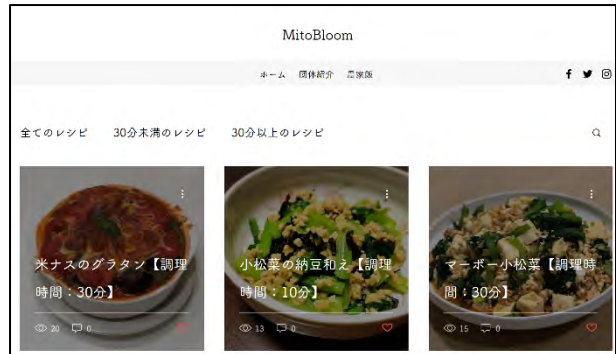 MitoBloom
ホーム 団体紹介 畳家飯
全てのレシピ 30分未満のレシピ 30分以上のレシピ
米ナスのグラタン【調理
時間：30分】
20 0
小松菜の納豆和え【調理
時間：10分】
13 0
マーボー小松菜【調理時
間：30分】
15 0